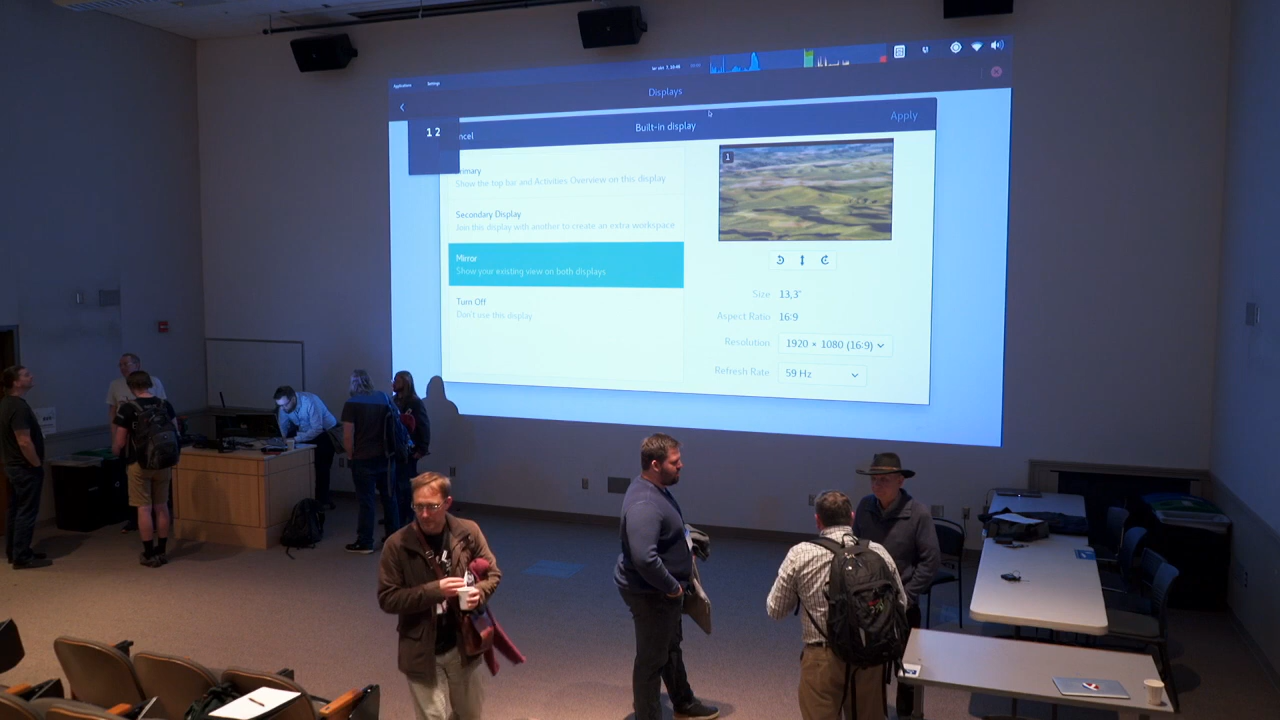 Applications
Settings
Displays
1 2
ncel
Built-in display
Apply
Show the top bar and Activities Overview on this display
1
Secondary Display
Join this display with another to create an extra workspace
Mirror
Show your existing view on both displays
Turn Off
Don't use this display
Size 13,3"
Aspect Ratio 16:9
Resolution 1920 × 1080 (16:9)
Refresh Rate 59 Hz